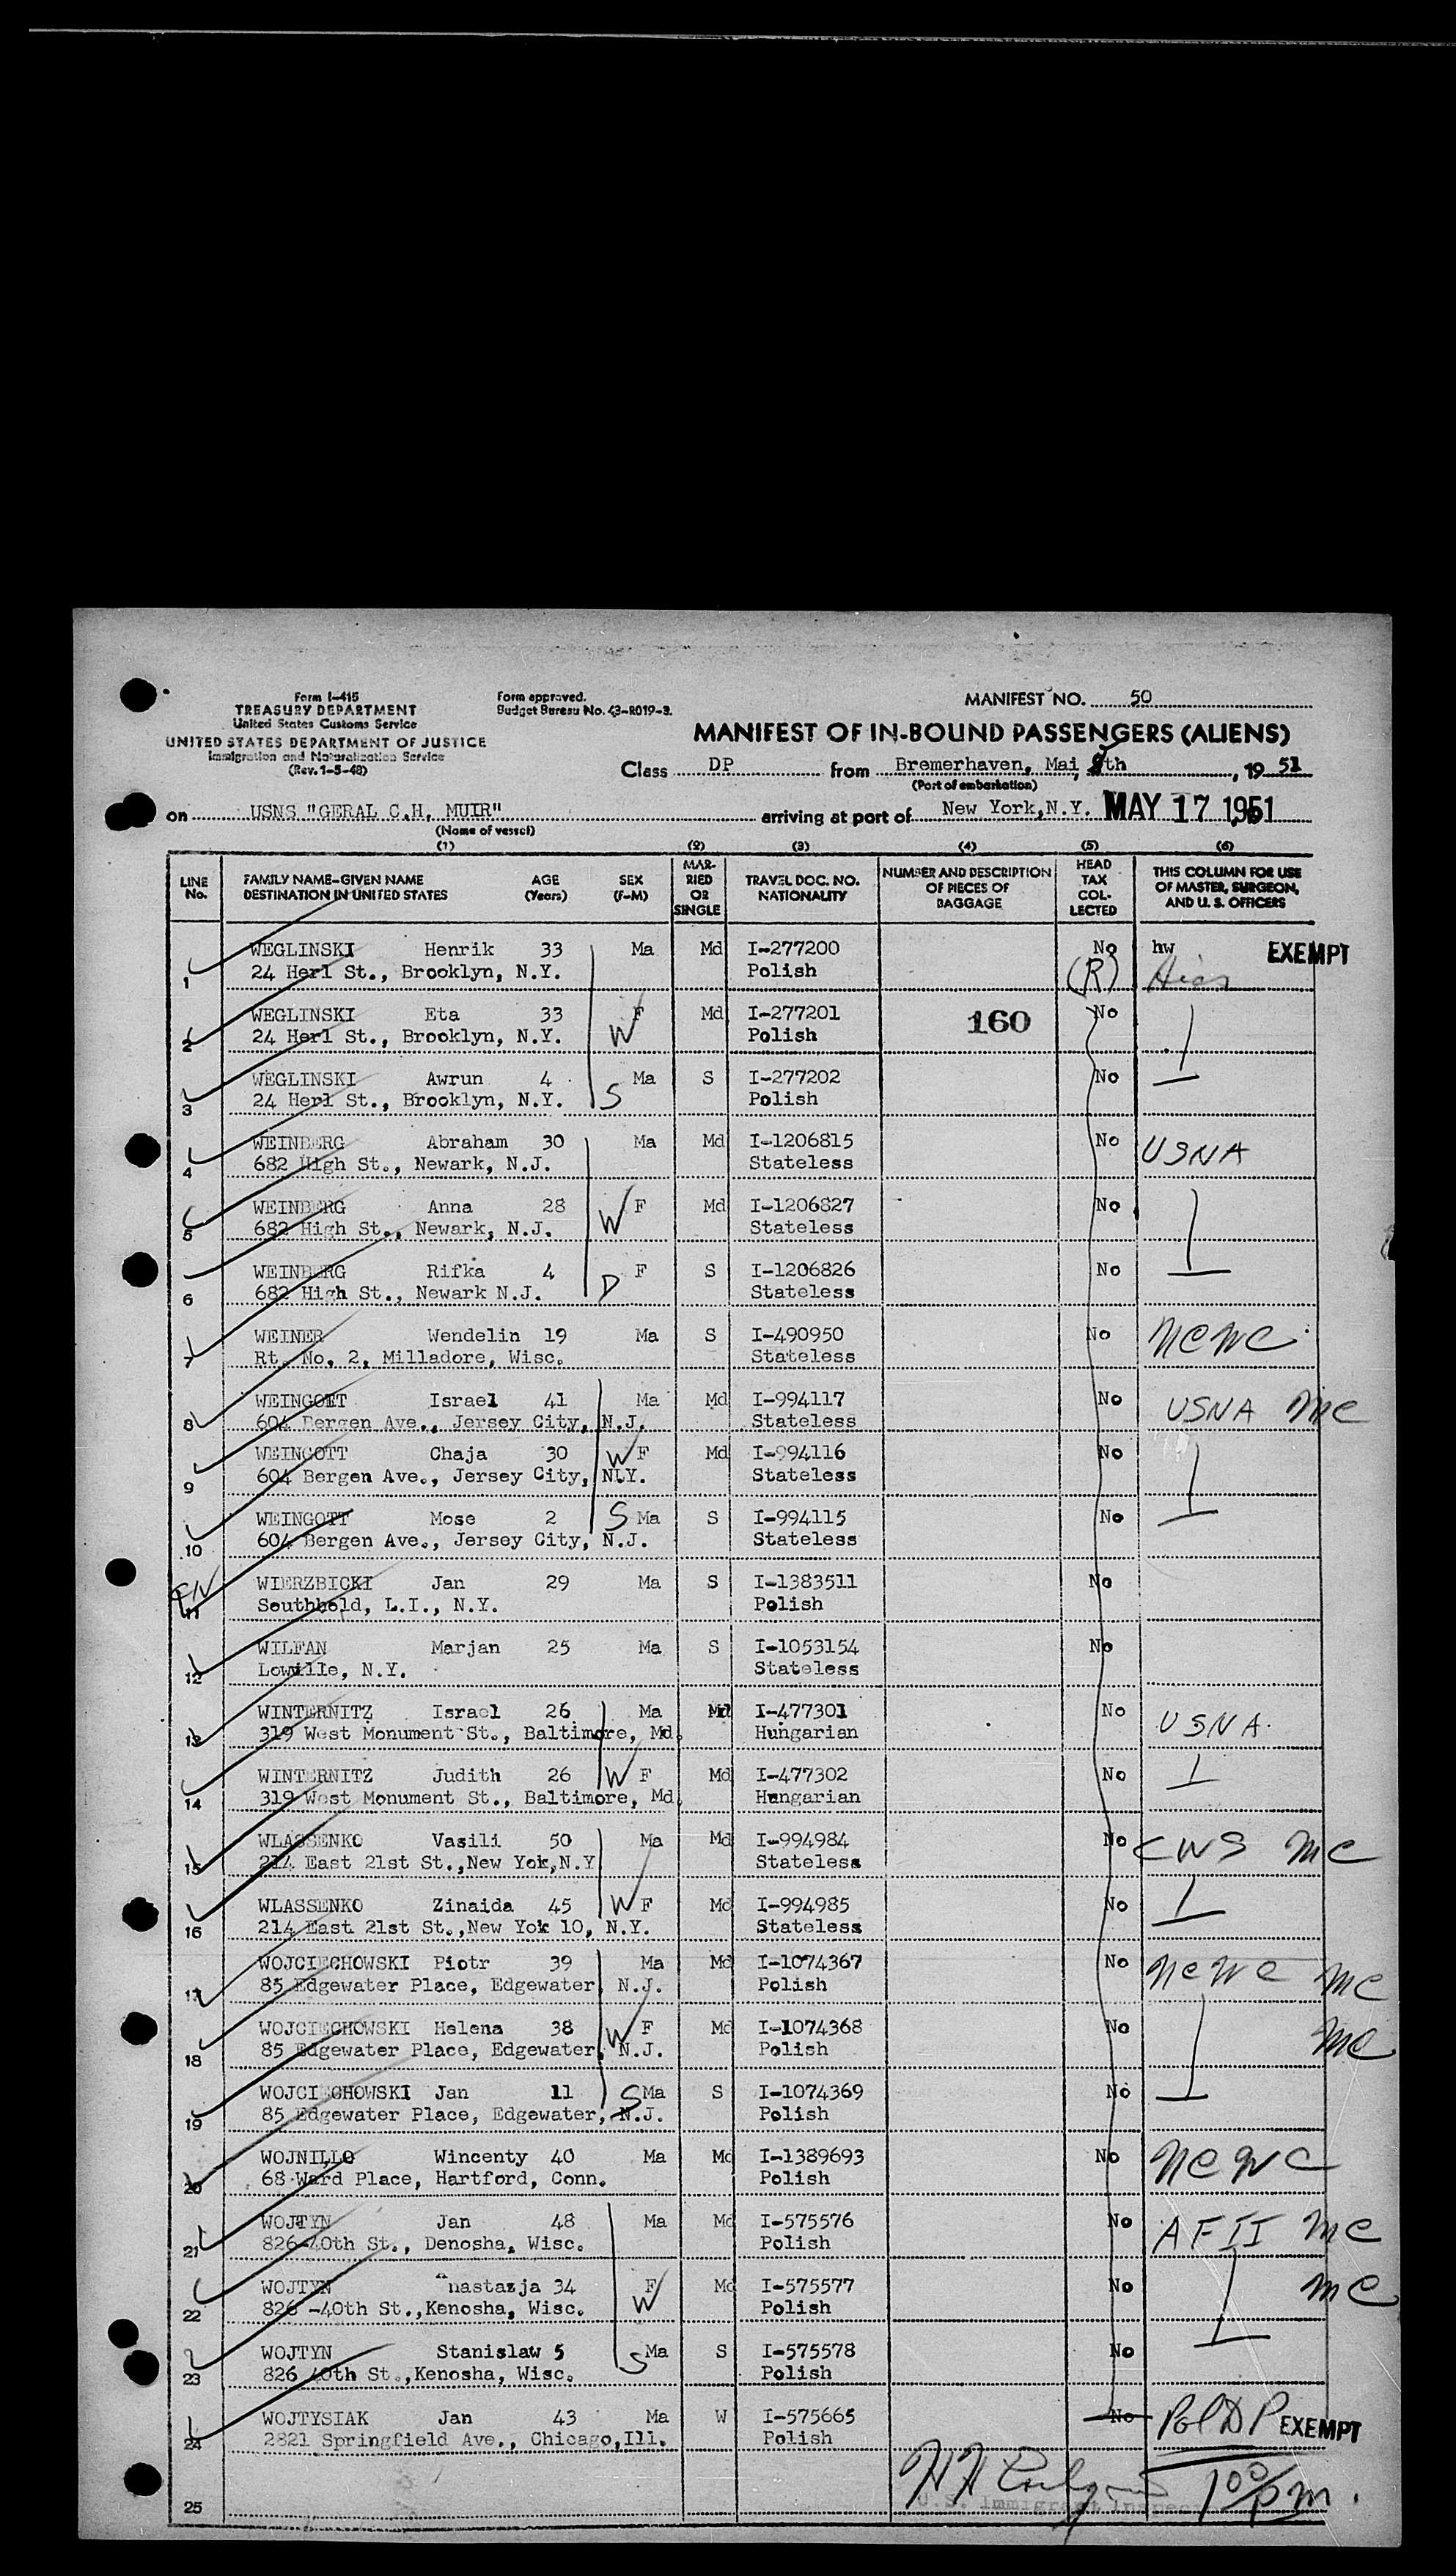 Form I-415
TREASURY DEPARTMENT
United States Customs Service
UNITED STATES DEPARTMENT OF JUSTICE
Immigration and Naturalization Service
(Rev. 1-5-48)
Form approved.
Budget Bureau No. 43-R019-3.
MANIFEST NO. 50
MANIFEST OF IN-BOUND PASSENGERS (ALIENS)
Class DP from Bremerhaven, Mai, 8th, 1951
(Port of embarkation)
on USNS "GERAL C.H. MUIR" arriving at port of New York, N.Y. MAY 17 1951
(Name of vessel)
(1) (2) (3) (4) (5) (6)
LINE No. FAMILY NAME-GIVEN NAME DESTINATION IN UNITED STATES AGE (Years) SEX (F-M) MARRIED OR SINGLE TRAVEL DOC. NO. NATIONALITY NUMBER AND DESCRIPTION OF PIECES OF BAGGAGE HEAD TAX COLLECTED THIS COLUMN FOR USE OF MASTER, SURGEON, AND U. S. OFFICERS
1 WEGLINSKI Henrik 33 Ma Md I-277200 No hw EXEMPT
24 Herl St., Brooklyn, N.Y. Polish (R) Hias
2 WEGLINSKI Eta 33 W F Md I-277201 160 No
24 Herl St., Brooklyn, N.Y. Polish
3 WEGLINSKI Awrun 4 S Ma S I-277202 No
24 Herl St., Brooklyn, N.Y. Polish
4 WEINBERG Abraham 30 Ma Md I-1206815 No USNA
682 High St., Newark, N.J. Stateless
5 WEINBERG Anna 28 W F Md I-1206827 No
682 High St., Newark, N.J. Stateless
6 WEINBERG Rifka 4 D F S I-1206826 No
682 High St., Newark N.J. Stateless
7 WEINER Wendelin 19 Ma S I-490950 No NCWC
Rt. No, 2, Milladore, Wisc. Stateless
8 WEINGOTT Israel 41 Ma Md I-994117 No USNA mc
604 Bergen Ave., Jersey City, N.J. Stateless
9 WEINGOTT Chaja 30 W F Md I-994116 No
604 Bergen Ave., Jersey City, N.Y. Stateless
10 WEINGOTT Mose 2 S Ma S I-994115 No
604 Bergen Ave., Jersey City, N.J. Stateless
11 WIERZBICKI Jan 29 Ma S I-1383511 No
Southbold, L.I., N.Y. Polish
12 WILFAN Marjan 25 Ma S I-1053154 No
Lowville, N.Y. Stateless
13 WINTERNITZ Israel 26 Ma Md I-477301 No USNA.
319 West Monument St., Baltimore, Md. Hungarian
14 WINTERNITZ Judith 26 W F Md I-477302 No
319 West Monument St., Baltimore, Md. Hungarian
15 WLASSENKO Vasili 50 Ma Md I-994984 No CWS mc
214 East 21st St.,New Yok,N.Y Stateless
16 WLASSENKO Zinaida 45 W F Md I-994985 No
214 East 21st St.,New Yok 10, N.Y. Stateless
17 WOJCIECHOWSKI Piotr 39 Ma Md I-1074367 No NCWC mc
85 Edgewater Place, Edgewater, N.J. Polish
18 WOJCIECHOWSKI Helena 38 W F Md I-1074368 No mc
85 Edgewater Place, Edgewater, N.J. Polish
19 WOJCIECHOWSKI Jan 11 S Ma S I-1074369 No
85 Edgewater Place, Edgewater, N.J. Polish
20 WOJNILLO Wincenty 40 Ma Md I-1389693 No NCWC
68 Ward Place, Hartford, Conn. Polish
21 WOJTYN Jan 48 Ma Md I-575576 No AFII mc
826-40th St., Denosha, Wisc. Polish
22 WOJTYN nastazja 34 W F Md I-575577 No mc
826 -40th St.,Kenosha, Wisc. Polish
23 WOJTYN Stanislaw 5 S Ma S I-575578 No
826 40th St.,Kenosha, Wisc. Polish
24 WOJTYSIAK Jan 43 Ma W I-575665 No Pol DP EXEMPT
2821 Springfield Ave., Chicago,Ill. Polish
25 U.S. Immigrant Inspec 1 00 pm.